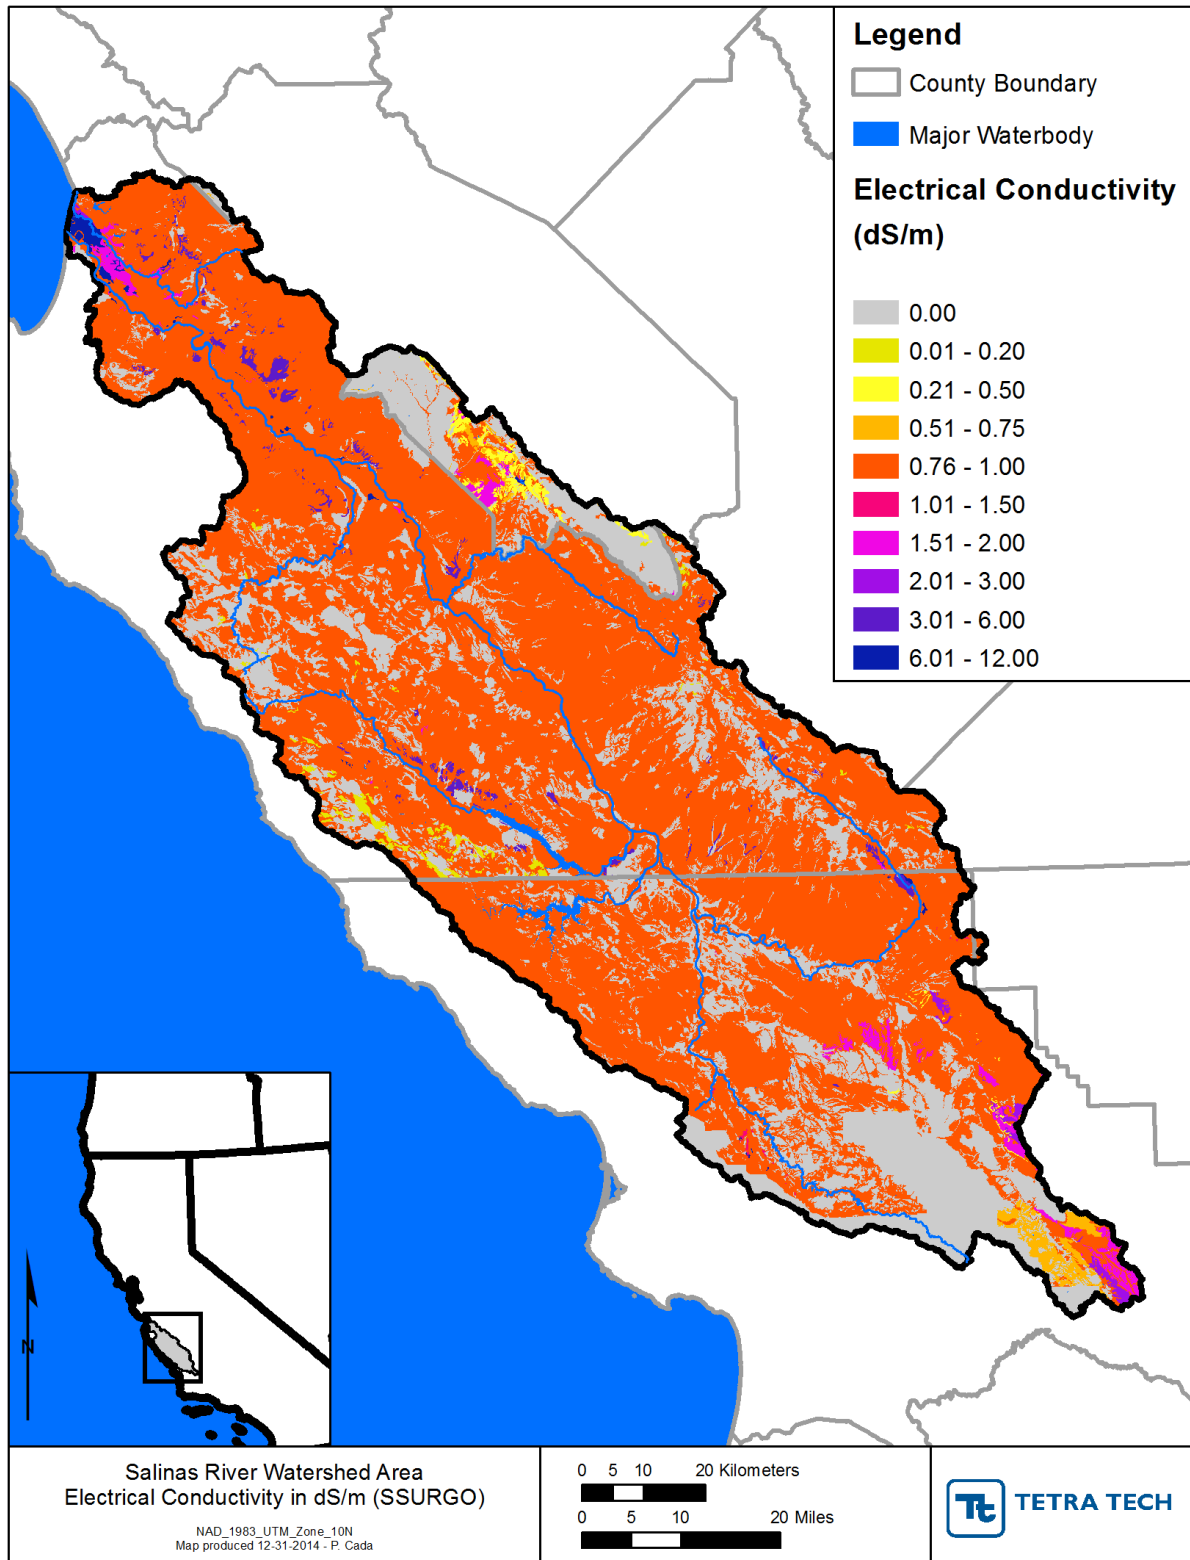 Legend
County Boundary
Major Waterbody
Electrical Conductivity
(dS/m)
0.00
0.01 - 0.20
0.21 - 0.50
0.51 - 0.75
0.76 - 1.00
1.01 - 1.50
1.51 - 2.00
2.01 - 3.00
3.01 - 6.00
6.01 - 12.00
N
Salinas River Watershed Area
Electrical Conductivity in dS/m (SSURGO)
NAD_1983_UTM_Zone_10N
Map produced 12-31-2014 - P. Cada
0 5 10 20 Kilometers
0 5 10 20 Miles
Tt TETRA TECH